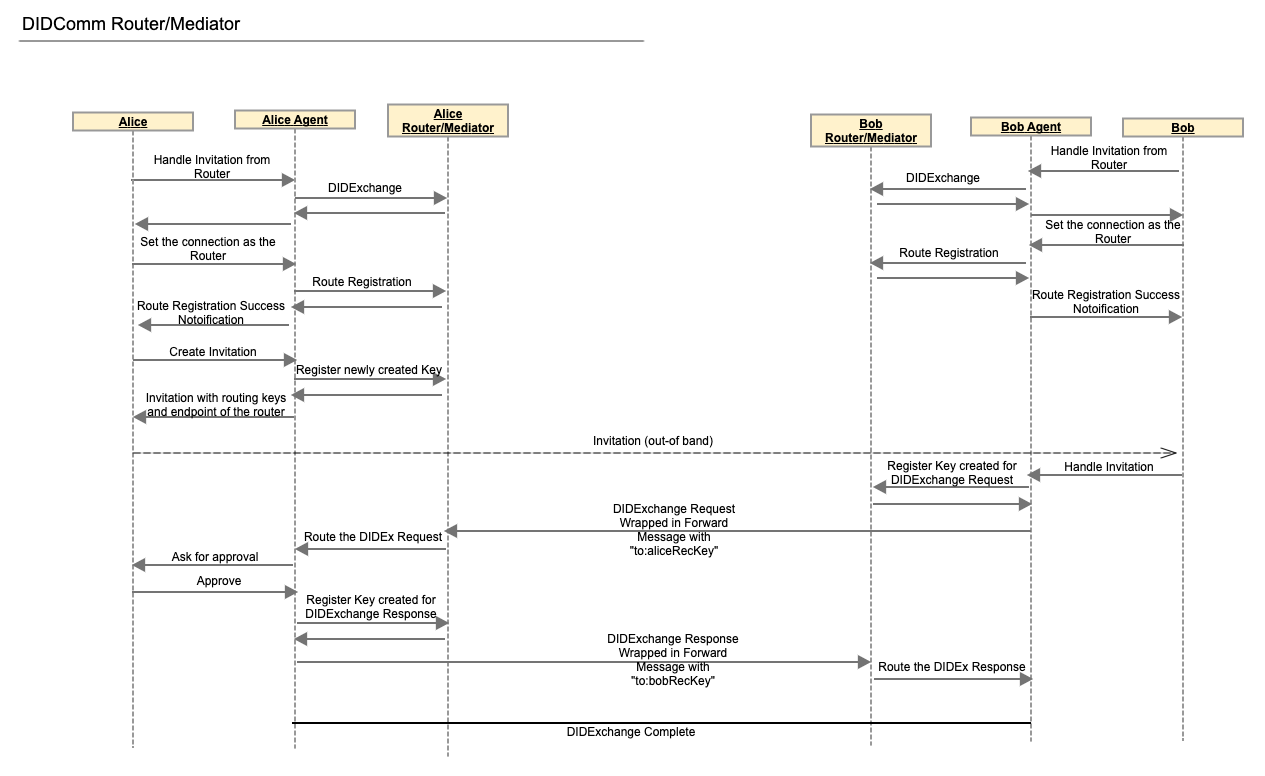 DIDComm Router/Mediator
Alice
Alice Agent
Alice
Router/Mediator
Bob
Router/Mediator
Bob Agent
Bob
Handle Invitation from
Router
Handle Invitation from
Router
DIDExchange
DIDExchange
Set the connection as the
Router
Set the connection as the
Router
Route Registration
Route Registration
Route Registration Success
Notoification
Route Registration Success
Notoification
Create Invitation
Register newly created Key
Invitation with routing keys
and endpoint of the router
Invitation (out-of band)
Handle Invitation
Register Key created for
DIDExchange Request
DIDExchange Request
Wrapped in Forward
Message with
"to:aliceRecKey"
Route the DIDEx Request
Ask for approval
Approve
Register Key created for
DIDExchange Response
DIDExchange Response
Wrapped in Forward
Message with
"to:bobRecKey"
Route the DIDEx Response
DIDExchange Complete